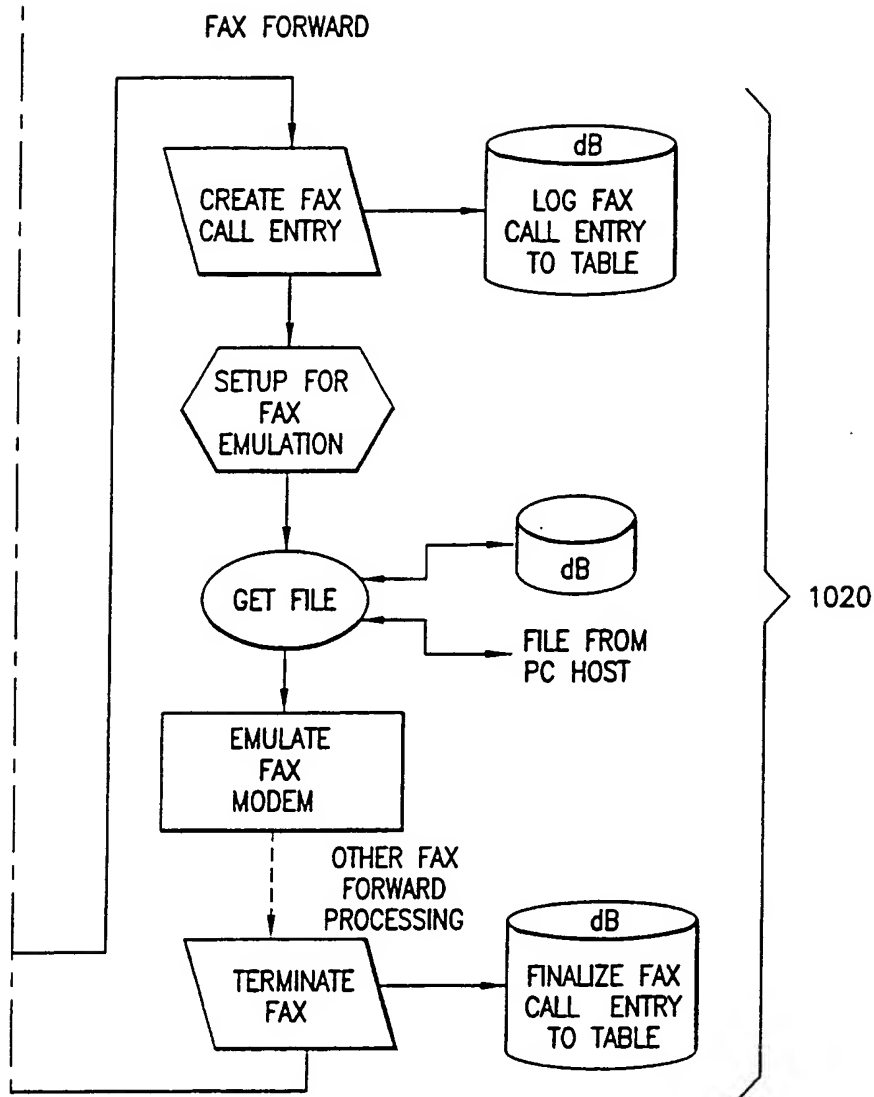 FAX FORWARD
CREATE FAX
CALL ENTRY
dB
LOG FAX
CALL ENTRY
TO TABLE
SETUP FOR
FAX
EMULATION
GET FILE
dB
FILE FROM
PC HOST
1020
EMULATE
FAX
MODEM
OTHER FAX
FORWARD
PROCESSING
TERMINATE
FAX
dB
FINALIZE FAX
CALL ENTRY
TO TABLE